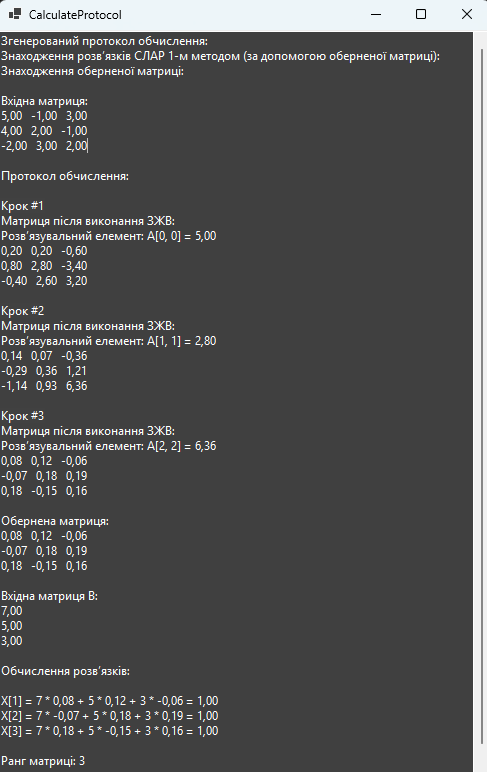 CalculateProtocol
Згенерований протокол обчислення:
Знаходження розв'язків СЛАР 1-м методом (за допомогою оберненої матриці):
Знаходження оберненої матриці:
Вхідна матриця:
5,00 -1,00 3,00
4,00 2,00 -1,00
-2,00 3,00 2,00
Протокол обчислення:
Крок #1
Матриця після виконання ЗЖВ:
Розв'язувальний елемент: A[0, 0] = 5,00
0,20 0,20 -0,60
0,80 2,80 -3,40
-0,40 2,60 3,20
Крок #2
Матриця після виконання ЗЖВ:
Розв'язувальний елемент: A[1, 1] = 2,80
0,14 0,07 -0,36
-0,29 0,36 1,21
-1,14 0,93 6,36
Крок #3
Матриця після виконання ЗЖВ:
Розв'язувальний елемент: A[2, 2] = 6,36
0,08 0,12 -0,06
-0,07 0,18 0,19
0,18 -0,15 0,16
Обернена матриця:
0,08 0,12 -0,06
-0,07 0,18 0,19
0,18 -0,15 0,16
Вхідна матриця B:
7,00
5,00
3,00
Обчислення розв'язків:
X[1] = 7 * 0,08 + 5 * 0,12 + 3 * -0,06 = 1,00
X[2] = 7 * -0,07 + 5 * 0,18 + 3 * 0,19 = 1,00
X[3] = 7 * 0,18 + 5 * -0,15 + 3 * 0,16 = 1,00
Ранг матриці: 3